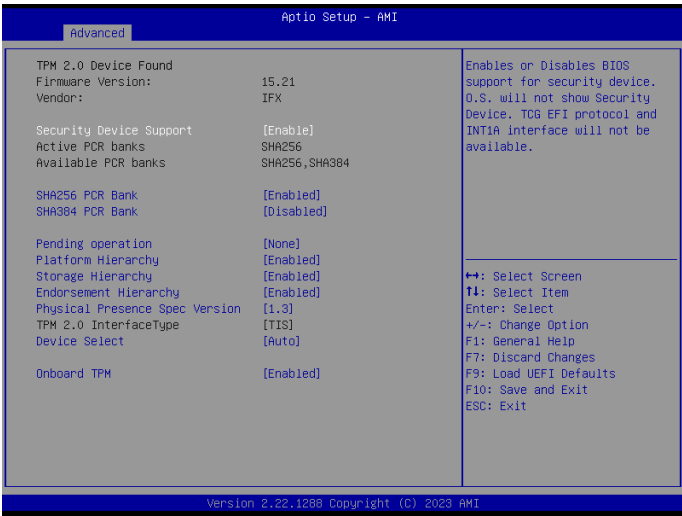 Aptio Setup - AMI
Advanced
TPM 2.0 Device Found
Firmware Version: 15.21
Vendor: IFX
Security Device Support [Enable]
Active PCR banks SHA256
Available PCR banks SHA256,SHA384
SHA256 PCR Bank [Enabled]
SHA384 PCR Bank [Disabled]
Pending operation [None]
Platform Hierarchy [Enabled]
Storage Hierarchy [Enabled]
Endorsement Hierarchy [Enabled]
Physical Presence Spec Version [1.3]
TPM 2.0 InterfaceType [TIS]
Device Select [Auto]
Onboard TPM [Enabled]
Enables or Disables BIOS
support for security device.
O.S. will not show Security
Device. TCG EFI protocol and
INT1A interface will not be
available.
↔: Select Screen
↑↓: Select Item
Enter: Select
+/-: Change Option
F1: General Help
F7: Discard Changes
F9: Load UEFI Defaults
F10: Save and Exit
ESC: Exit
Version 2.22.1288 Copyright (C) 2023 AMI